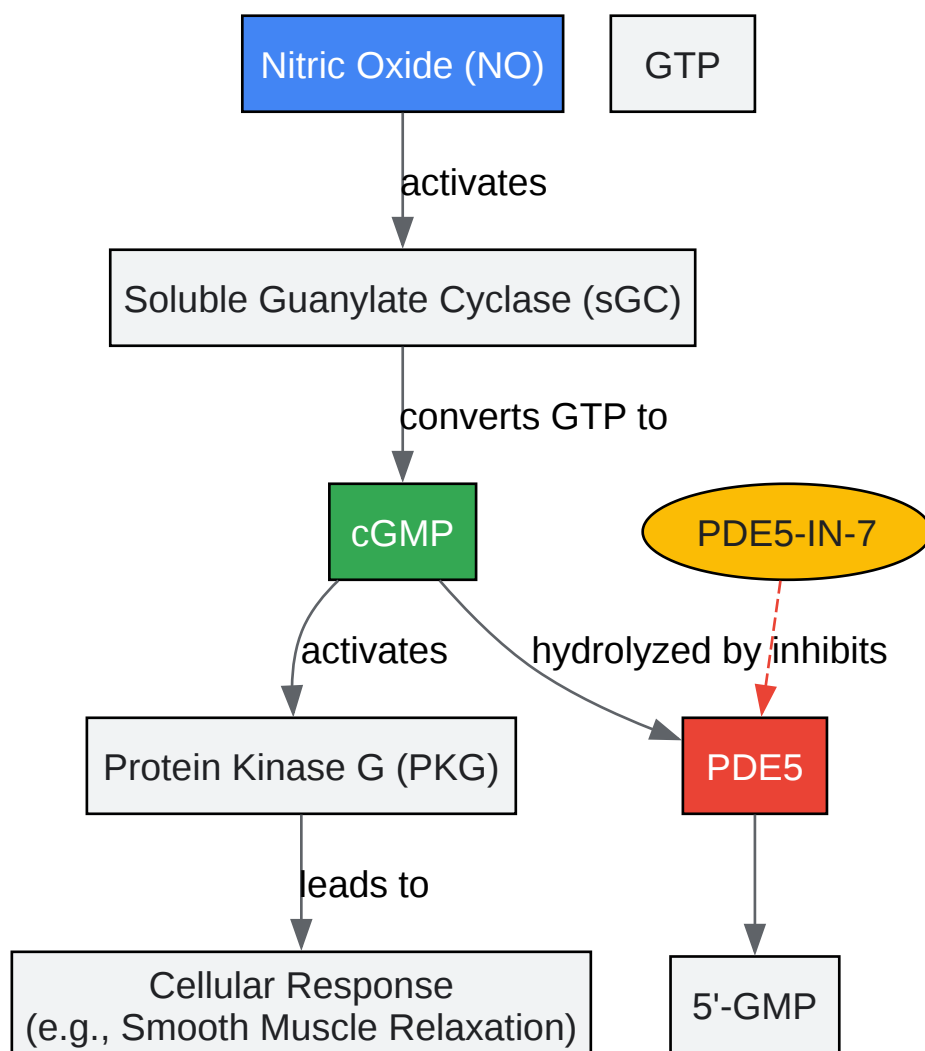 Nitric Oxide (NO)
GTP
activates
Soluble Guanylate Cyclase (sGC)
converts GTP to
cGMP
PDE5-IN-7
activates
hydrolyzed by
inhibits
Protein Kinase G (PKG)
PDE5
leads to
Cellular Response
(e.g., Smooth Muscle Relaxation)
5'-GMP